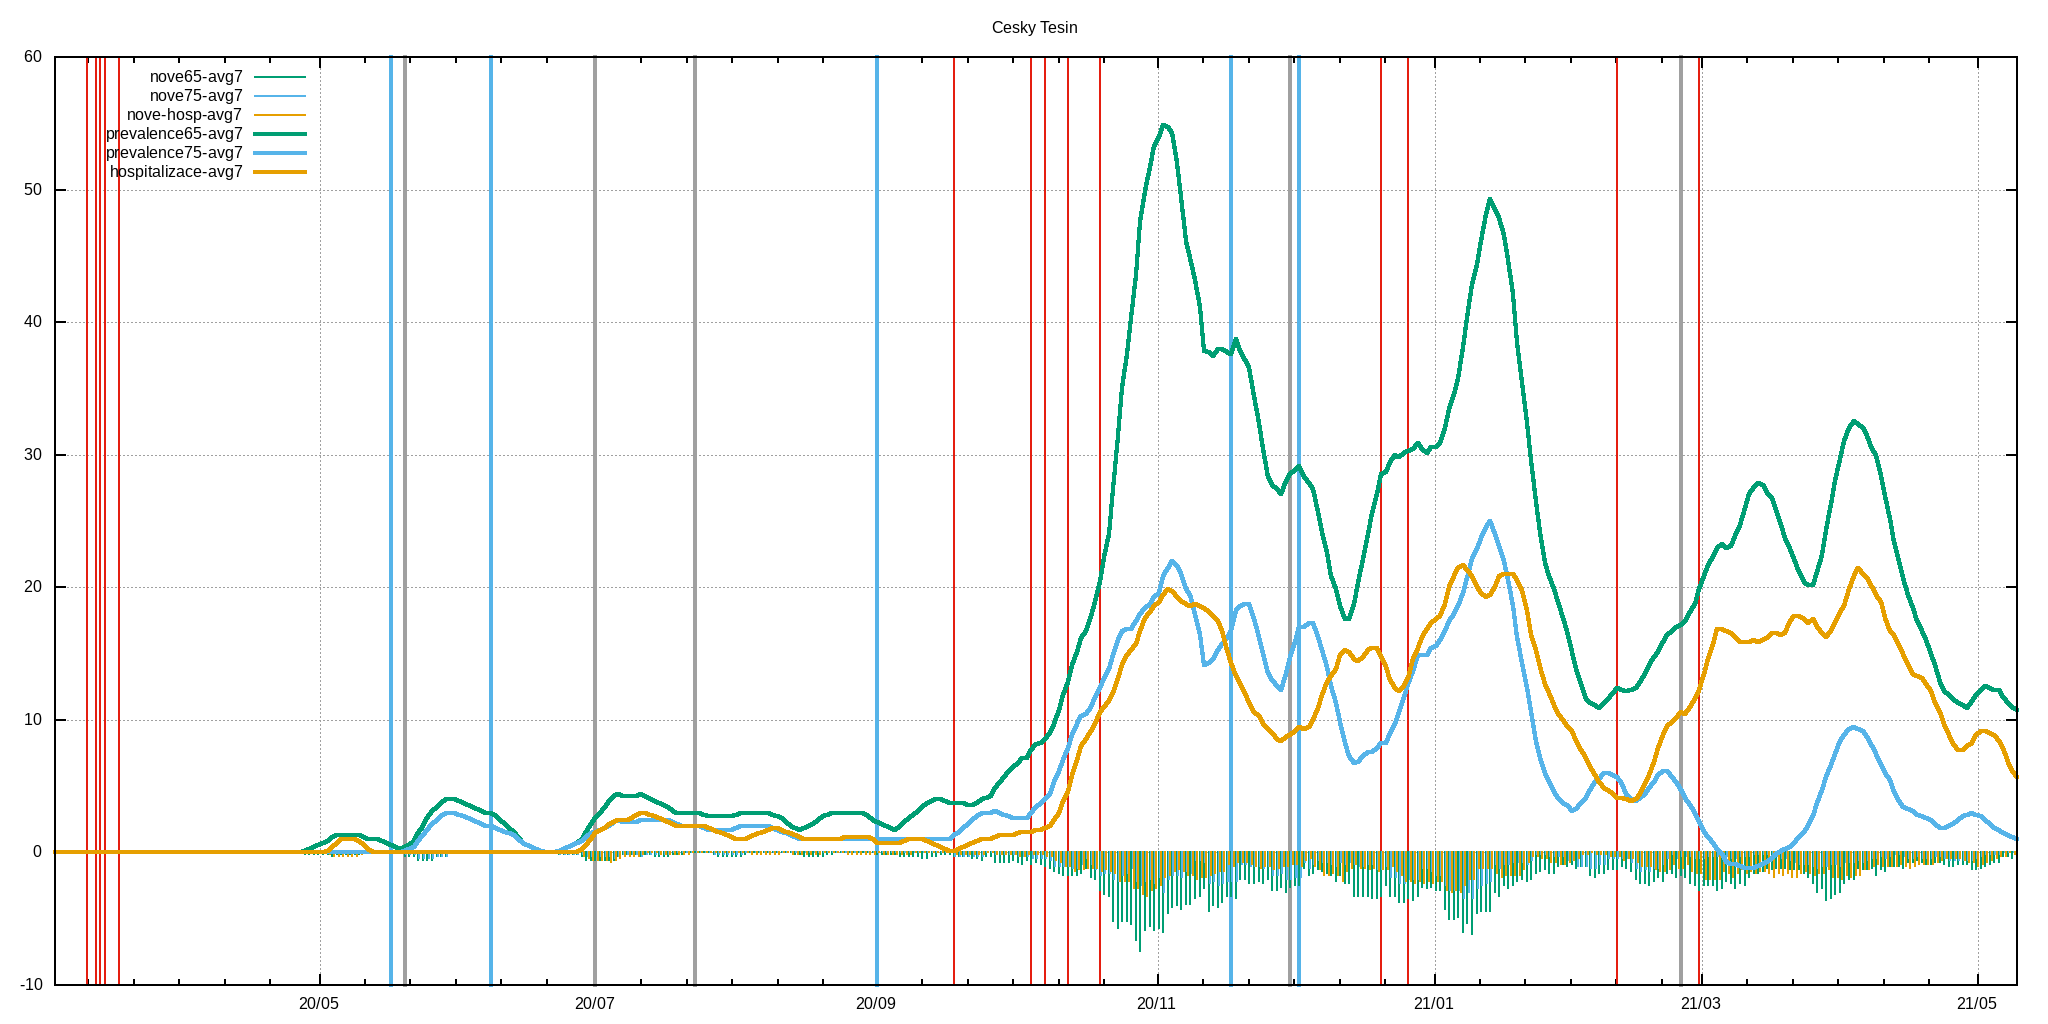 Cesky Tesin
60
50
40
30
20
10
0
-10
nove65-avg7
nove75-avg7
nove-hosp-avg7
prevalence65-avg7
prevalence75-avg7
hospitalizace-avg7
20/05 20/07 20/09 20/11 21/01 21/03 21/05